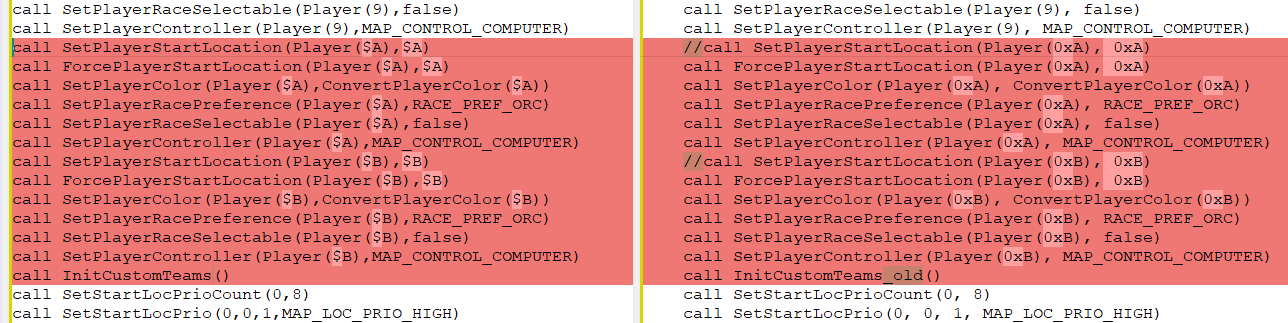 call SetPlayerRaceSelectable(Player(9),false)
call SetPlayerController(Player(9),MAP_CONTROL_COMPUTER)
call SetPlayerStartLocation(Player($A),$A)
call ForcePlayerStartLocation(Player($A),$A)
call SetPlayerColor(Player($A),ConvertPlayerColor($A))
call SetPlayerRacePreference(Player($A),RACE_PREF_ORC)
call SetPlayerRaceSelectable(Player($A),false)
call SetPlayerController(Player($A),MAP_CONTROL_COMPUTER)
call SetPlayerStartLocation(Player($B),$B)
call ForcePlayerStartLocation(Player($B),$B)
call SetPlayerColor(Player($B),ConvertPlayerColor($B))
call SetPlayerRacePreference(Player($B),RACE_PREF_ORC)
call SetPlayerRaceSelectable(Player($B),false)
call SetPlayerController(Player($B),MAP_CONTROL_COMPUTER)
call InitCustomTeams()
call SetStartLocPrioCount(0,8)
call SetStartLocPrio(0,0,1,MAP_LOC_PRIO_HIGH)
call SetPlayerRaceSelectable(Player(9), false)
call SetPlayerController(Player(9), MAP_CONTROL_COMPUTER)
//call SetPlayerStartLocation(Player(0xA), 0xA)
call ForcePlayerStartLocation(Player(0xA), 0xA)
call SetPlayerColor(Player(0xA), ConvertPlayerColor(0xA))
call SetPlayerRacePreference(Player(0xA), RACE_PREF_ORC)
call SetPlayerRaceSelectable(Player(0xA), false)
call SetPlayerController(Player(0xA), MAP_CONTROL_COMPUTER)
//call SetPlayerStartLocation(Player(0xB), 0xB)
call ForcePlayerStartLocation(Player(0xB), 0xB)
call SetPlayerColor(Player(0xB), ConvertPlayerColor(0xB))
call SetPlayerRacePreference(Player(0xB), RACE_PREF_ORC)
call SetPlayerRaceSelectable(Player(0xB), false)
call SetPlayerController(Player(0xB), MAP_CONTROL_COMPUTER)
call InitCustomTeams_old()
call SetStartLocPrioCount(0, 8)
call SetStartLocPrio(0, 0, 1, MAP_LOC_PRIO_HIGH)